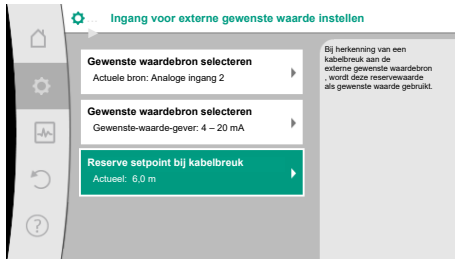 Ingang voor externe gewenste waarde instellen
Gewenste waardebron selecteren
Actuele bron: Analoge ingang 2
Gewenste waardebron selecteren
Gewenste-waarde-gever: 4 – 20 mA
Reserve setpoint bij kabelbreuk
Actueel: 6,0 m
Bij herkenning van een
kabelbreuk aan de
externe gewenste waardebron
, wordt deze reservewaarde
als gewenste waarde gebruikt.
?